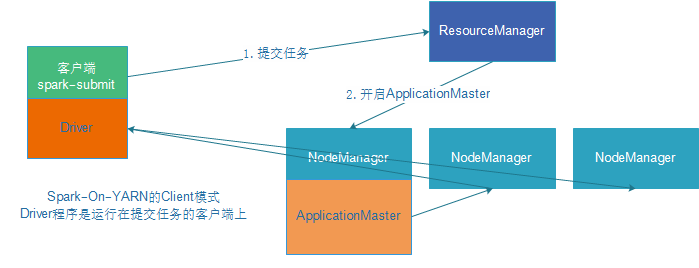 ResourceManager
1. 提交任务
客户端
spark-submit
2. 开启ApplicationMaster
Driver
NodeManager
NodeManager
NodeManager
Spark-On-YARN的Client模式
Driver程序是运行在提交任务的客户端上
ApplicationMaster